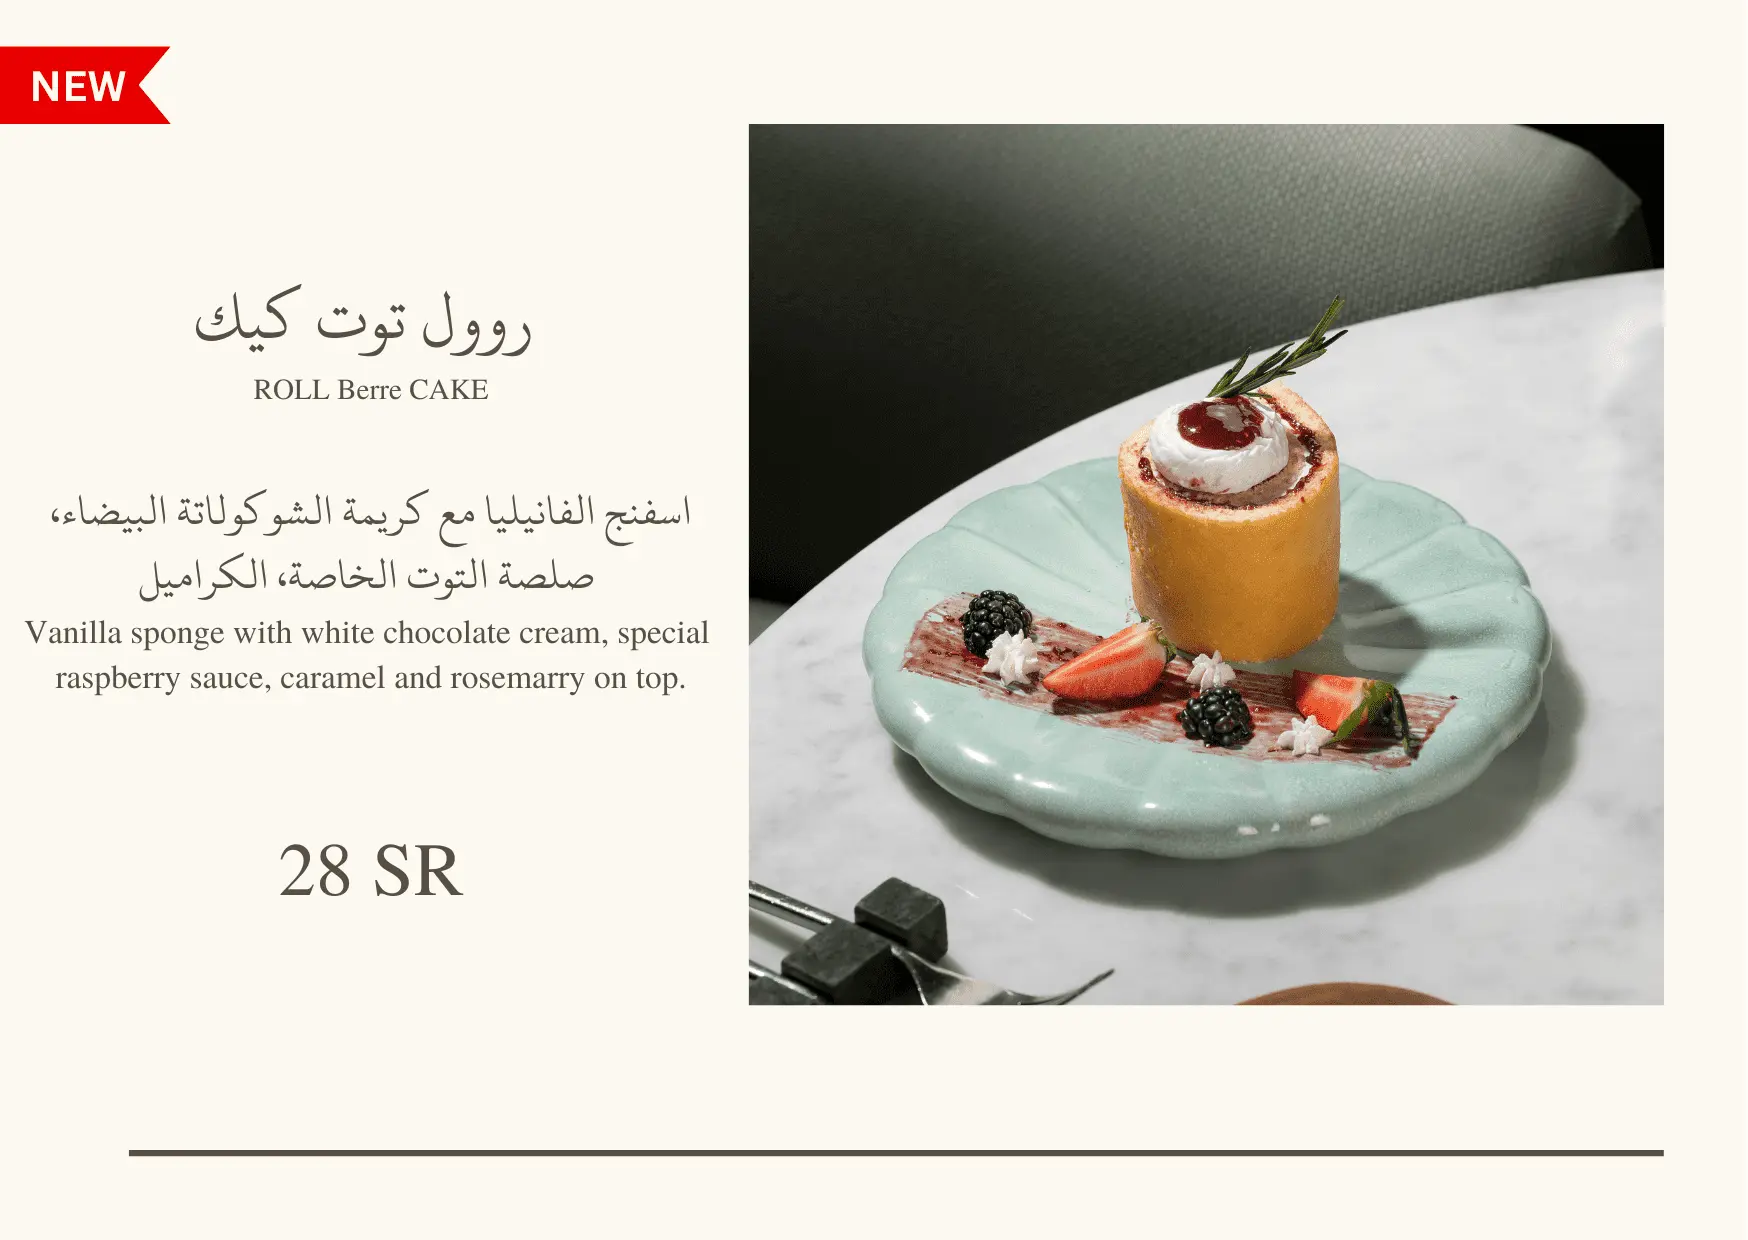 NEW
روول توت كيك
ROLL Berre CAKE
اسفنج الفانيليا مع كريمة الشوكولاتة البيضاء،
صلصة التوت الخاصة، الكراميل
Vanilla sponge with white chocolate cream, special
raspberry sauce, caramel and rosemarry on top.
28 SR